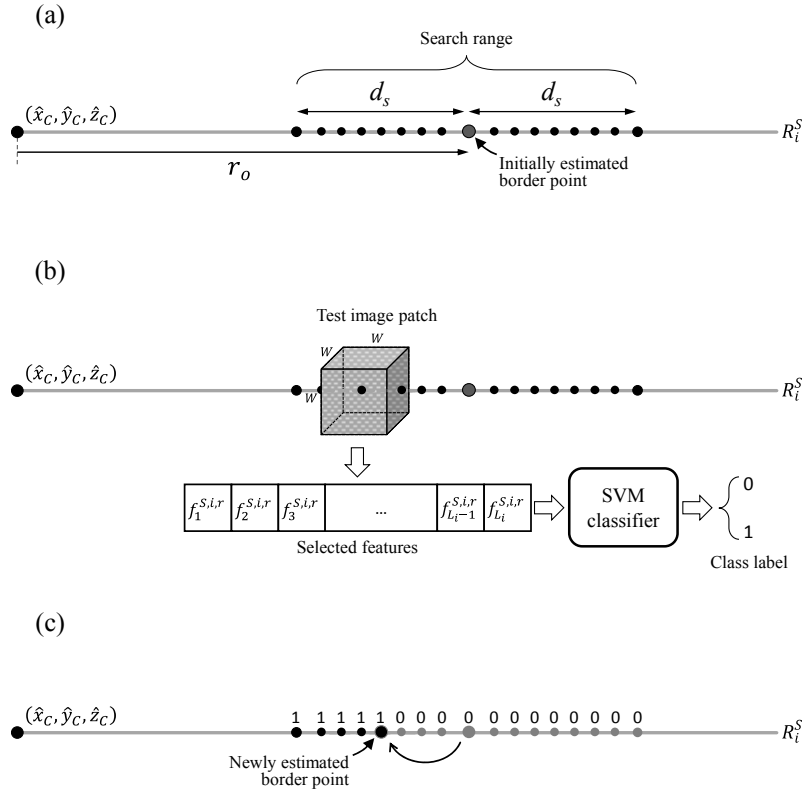 (a)
Search range
d_s d_s
(x̂_C, ŷ_C, ẑ_C)
R_i^S
r_o
Initially estimated
border point
(b)
Test image patch
W
W
W
(x̂_C, ŷ_C, ẑ_C)
R_i^S
f_1^{S,i,r} f_2^{S,i,r} f_3^{S,i,r} ... f_{L_i-1}^{S,i,r} f_{L_i}^{S,i,r}
Selected features
SVM
classifier
0
1
Class label
(c)
(x̂_C, ŷ_C, ẑ_C)
1 1 1 1 1 0 0 0 0 0 0 0 0 0 0 0 0
R_i^S
Newly estimated
border point